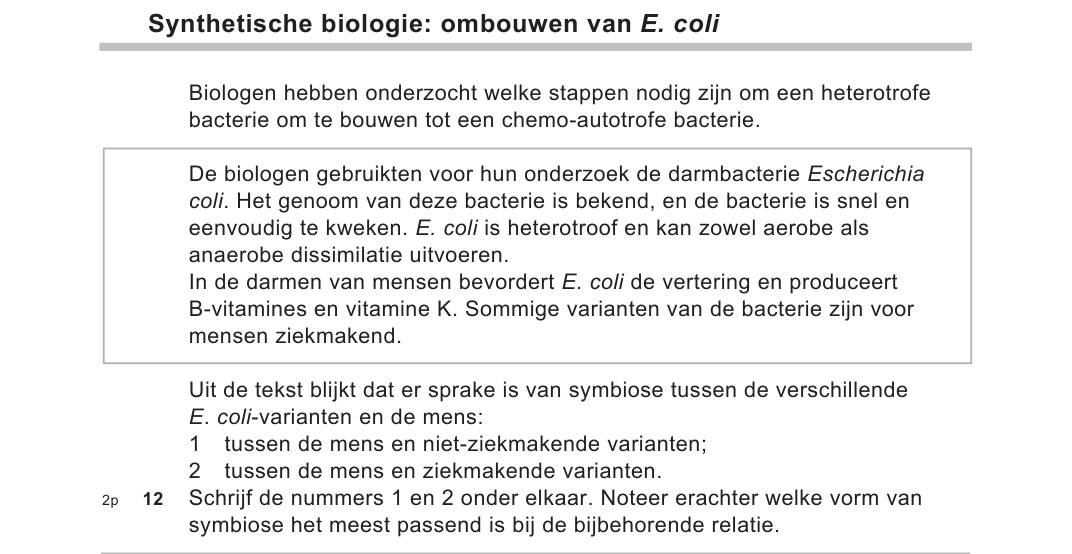 Synthetische biologie: ombouwen van E. coli
Biologen hebben onderzocht welke stappen nodig zijn om een heterotrofe
bacterie om te bouwen tot een chemo-autotrofe bacterie.
De biologen gebruikten voor hun onderzoek de darmbacterie Escherichia
coli. Het genoom van deze bacterie is bekend, en de bacterie is snel en
eenvoudig te kweken. E. coli is heterotroof en kan zowel aerobe als
anaerobe dissimilatie uitvoeren.
In de darmen van mensen bevordert E. coli de vertering en produceert
B-vitamines en vitamine K. Sommige varianten van de bacterie zijn voor
mensen ziekmakend.
Uit de tekst blijkt dat er sprake is van symbiose tussen de verschillende
E. coli-varianten en de mens:
1 tussen de mens en niet-ziekmakende varianten;
2 tussen de mens en ziekmakende varianten.
2p 12 Schrijf de nummers 1 en 2 onder elkaar. Noteer erachter welke vorm van
symbiose het meest passend is bij de bijbehorende relatie.